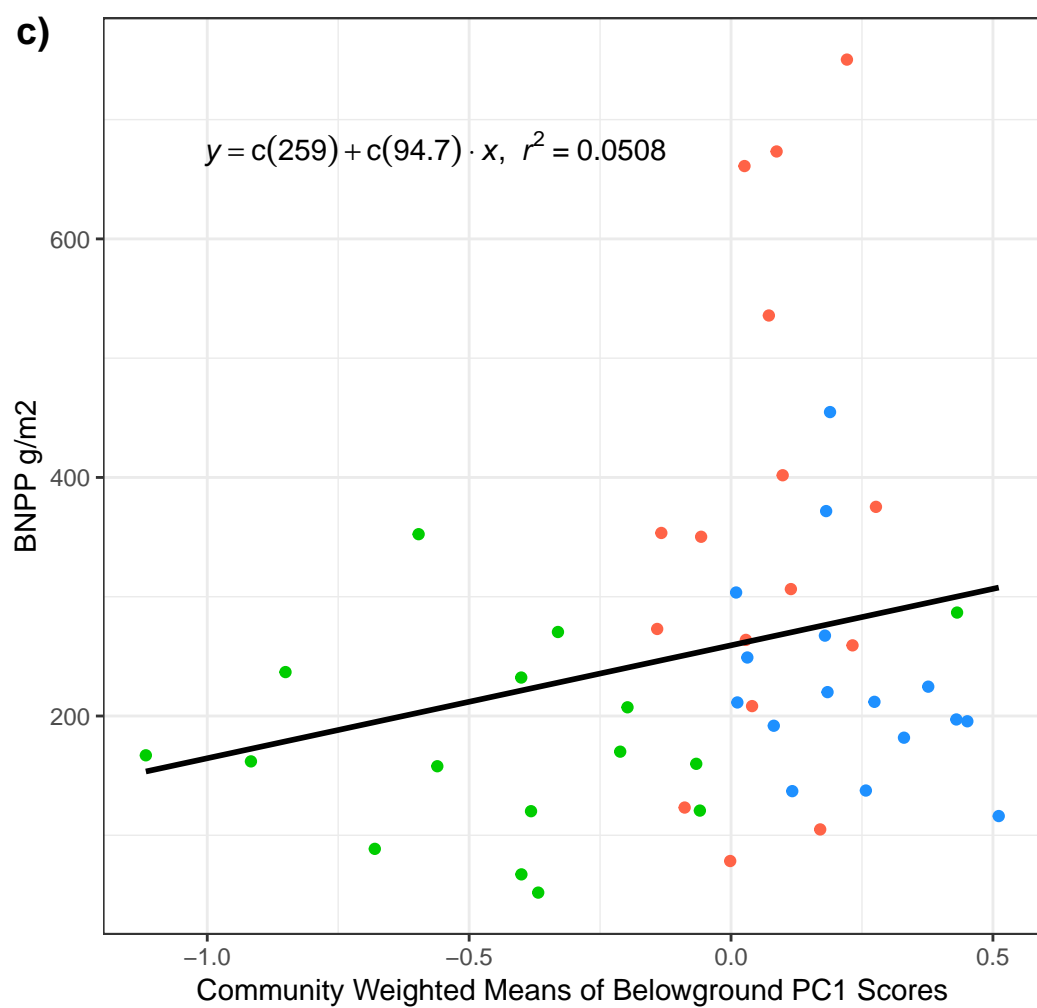 c)
y = c(259) + c(94.7) · x, r² = 0.0508
600
400
200
BNPP g/m2
−1.0
−0.5
0.0
0.5
Community Weighted Means of Belowground PC1 Scores